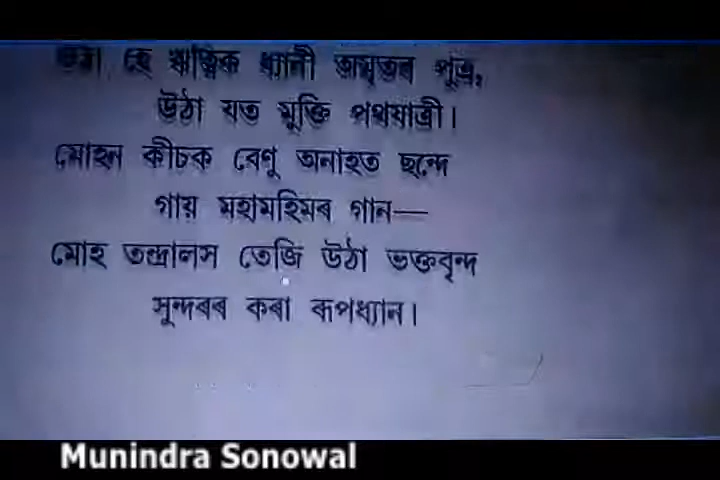 উঠা হে ঋত্বিক ধ্যানী অমৃতৰ পুত্ৰ,
উঠা যত মুক্তি পথযাত্ৰী।
মোহন কীচক বেণু অনাহত ছন্দে
গায় মহামহিমৰ গান—
মোহ তন্দ্ৰালস তেজি উঠা ভক্তবৃন্দ
সুন্দৰৰ কৰা ৰূপধ্যান।
Munindra Sonowal